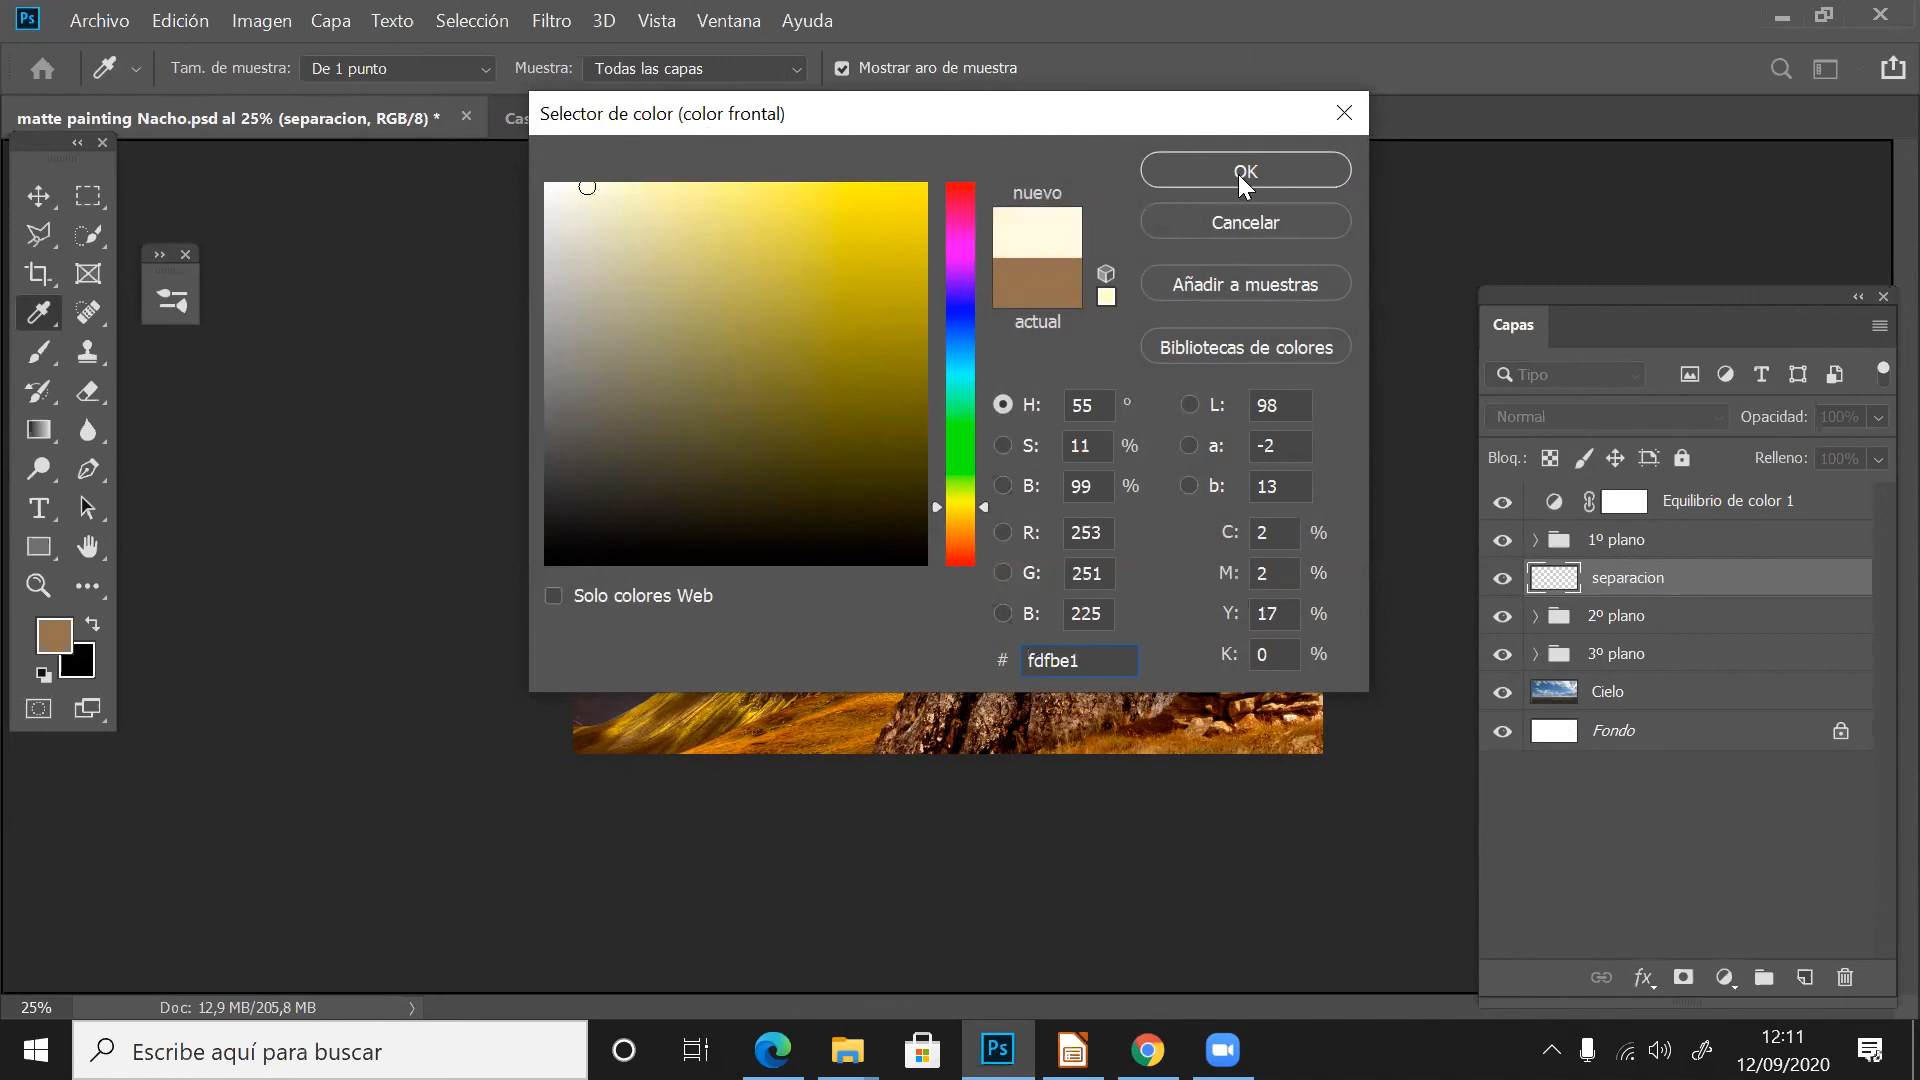 Ps Archivo Edición Imagen Capa Texto Selección Filtro 3D Vista Ventana Ayuda
Tam. de muestra: De 1 punto Muestra: Todas las capas Mostrar aro de muestra
matte painting Nacho.psd al 25% (separacion, RGB/8) *
Selector de color (color frontal)
nuevo
actual
OK
Cancelar
Añadir a muestras
Bibliotecas de colores
H: 55 º L: 98
S: 11 % a: -2
B: 99 % b: 13
R: 253 C: 2 %
G: 251 M: 2 %
B: 225 Y: 17 %
# fdfbe1 K: 0 %
Solo colores Web
Capas
Tipo
Normal Opacidad: 100%
Bloq.: Relleno: 100%
Equilibrio de color 1
1º plano
separacion
2º plano
3º plano
Cielo
Fondo
fx
25% Doc: 12,9 MB/205,8 MB
Escribe aquí para buscar
Ps
12:11
12/09/2020